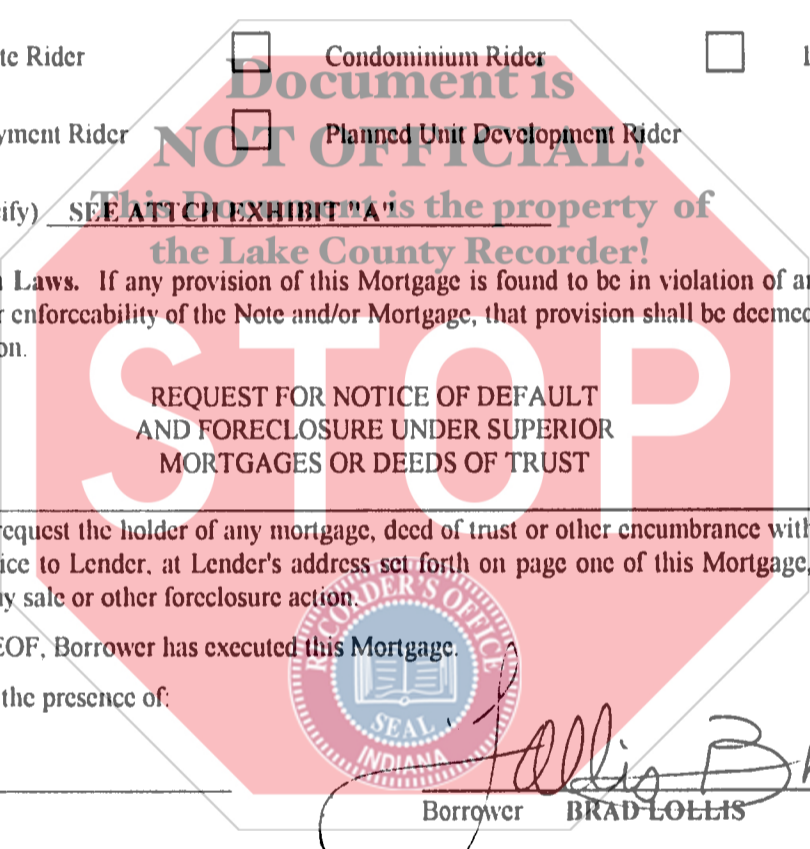 te Rider Condominium Rider 1
Document is
yment Rider Planned Unit Development Rider
NOT OFFICIAL!
ify) SEE ATTCH EXHIBIT "A"
This Document is the property of
the Lake County Recorder!
Laws. If any provision of this Mortgage is found to be in violation of
enforceability of the Note and/or Mortgage, that provision shall be deemed
on.
STOP
REQUEST FOR NOTICE OF DEFAULT
AND FORECLOSURE UNDER SUPERIOR
MORTGAGES OR DEEDS OF TRUST
request the holder of any mortgage, deed of trust or other encumbrance with
ice to Lender, at Lender's address set forth on page one of this Mortgage,
y sale or other foreclosure action.
EOF, Borrower has executed this Mortgage.
the presence of:
RECORDER'S OFFICE
SEAL
INDIANA
Lollis B
Borrower BRAD LOLLIS